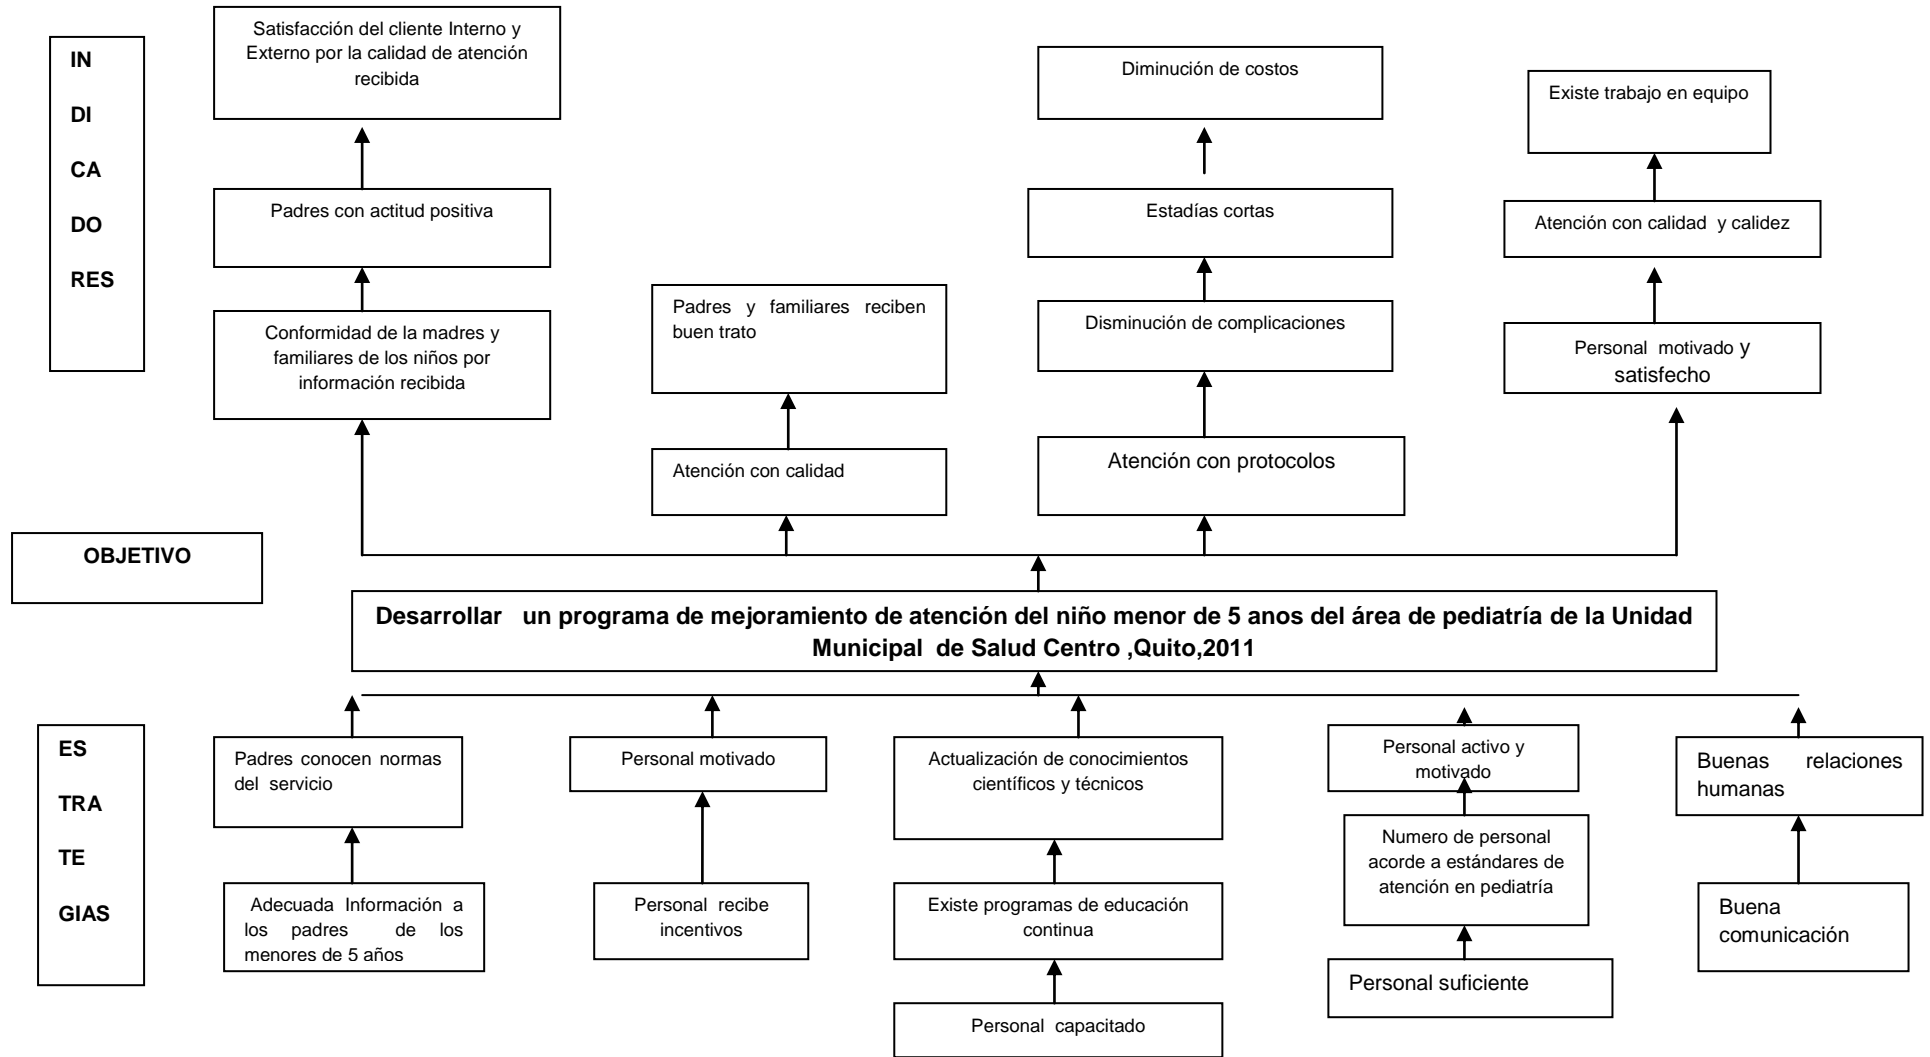 IN
DI
CA
DO
RES
Satisfacción del cliente Interno y
Externo por la calidad de atención
recibida
Diminución de costos
Existe trabajo en equipo
Padres con actitud positiva
Estadías cortas
Atención con calidad y calidez
Conformidad de la madres y
familiares de los niños por
información recibida
Padres y familiares reciben
buen trato
Disminución de complicaciones
Personal motivado y
satisfecho
Atención con calidad
Atención con protocolos
OBJETIVO
Desarrollar un programa de mejoramiento de atención del niño menor de 5 anos del área de pediatría de la Unidad
Municipal de Salud Centro ,Quito,2011
ES
TRA
TE
GIAS
Padres conocen normas
del servicio
Personal motivado
Actualización de conocimientos
científicos y técnicos
Personal activo y
motivado
Buenas relaciones
humanas
Adecuada Información a
los padres de los
menores de 5 años
Personal recibe
incentivos
Existe programas de educación
continua
Numero de personal
acorde a estándares de
atención en pediatría
Buena
comunicación
Personal capacitado
Personal suficiente